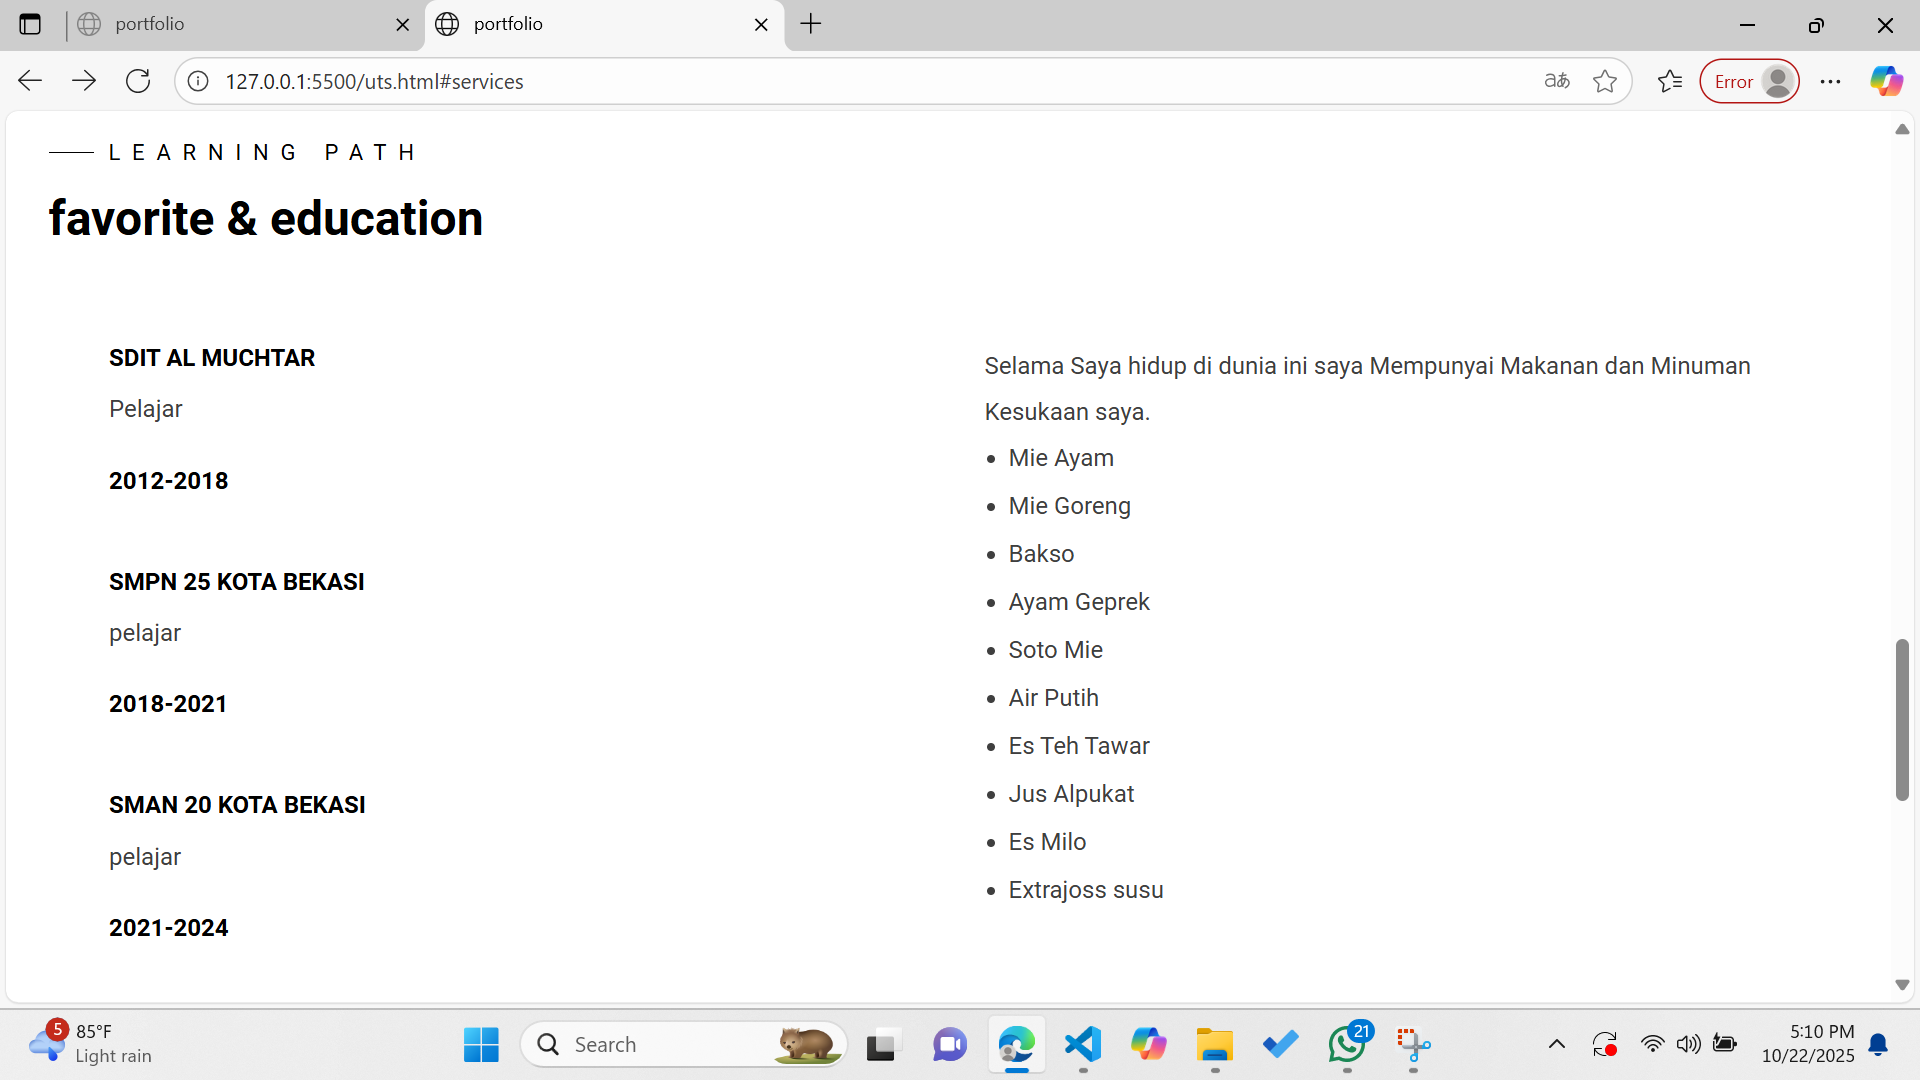 portfolio
portfolio
127.0.0.1:5500/uts.html#services
aあ
Error
LEARNING PATH
favorite & education
SDIT AL MUCHTAR
Pelajar
2012-2018
SMPN 25 KOTA BEKASI
pelajar
2018-2021
SMAN 20 KOTA BEKASI
pelajar
2021-2024
Selama Saya hidup di dunia ini saya Mempunyai Makanan dan Minuman
Kesukaan saya.
• Mie Ayam
• Mie Goreng
• Bakso
• Ayam Geprek
• Soto Mie
• Air Putih
• Es Teh Tawar
• Jus Alpukat
• Es Milo
• Extrajoss susu
5
85°F
Light rain
Search
21
5:10 PM
10/22/2025